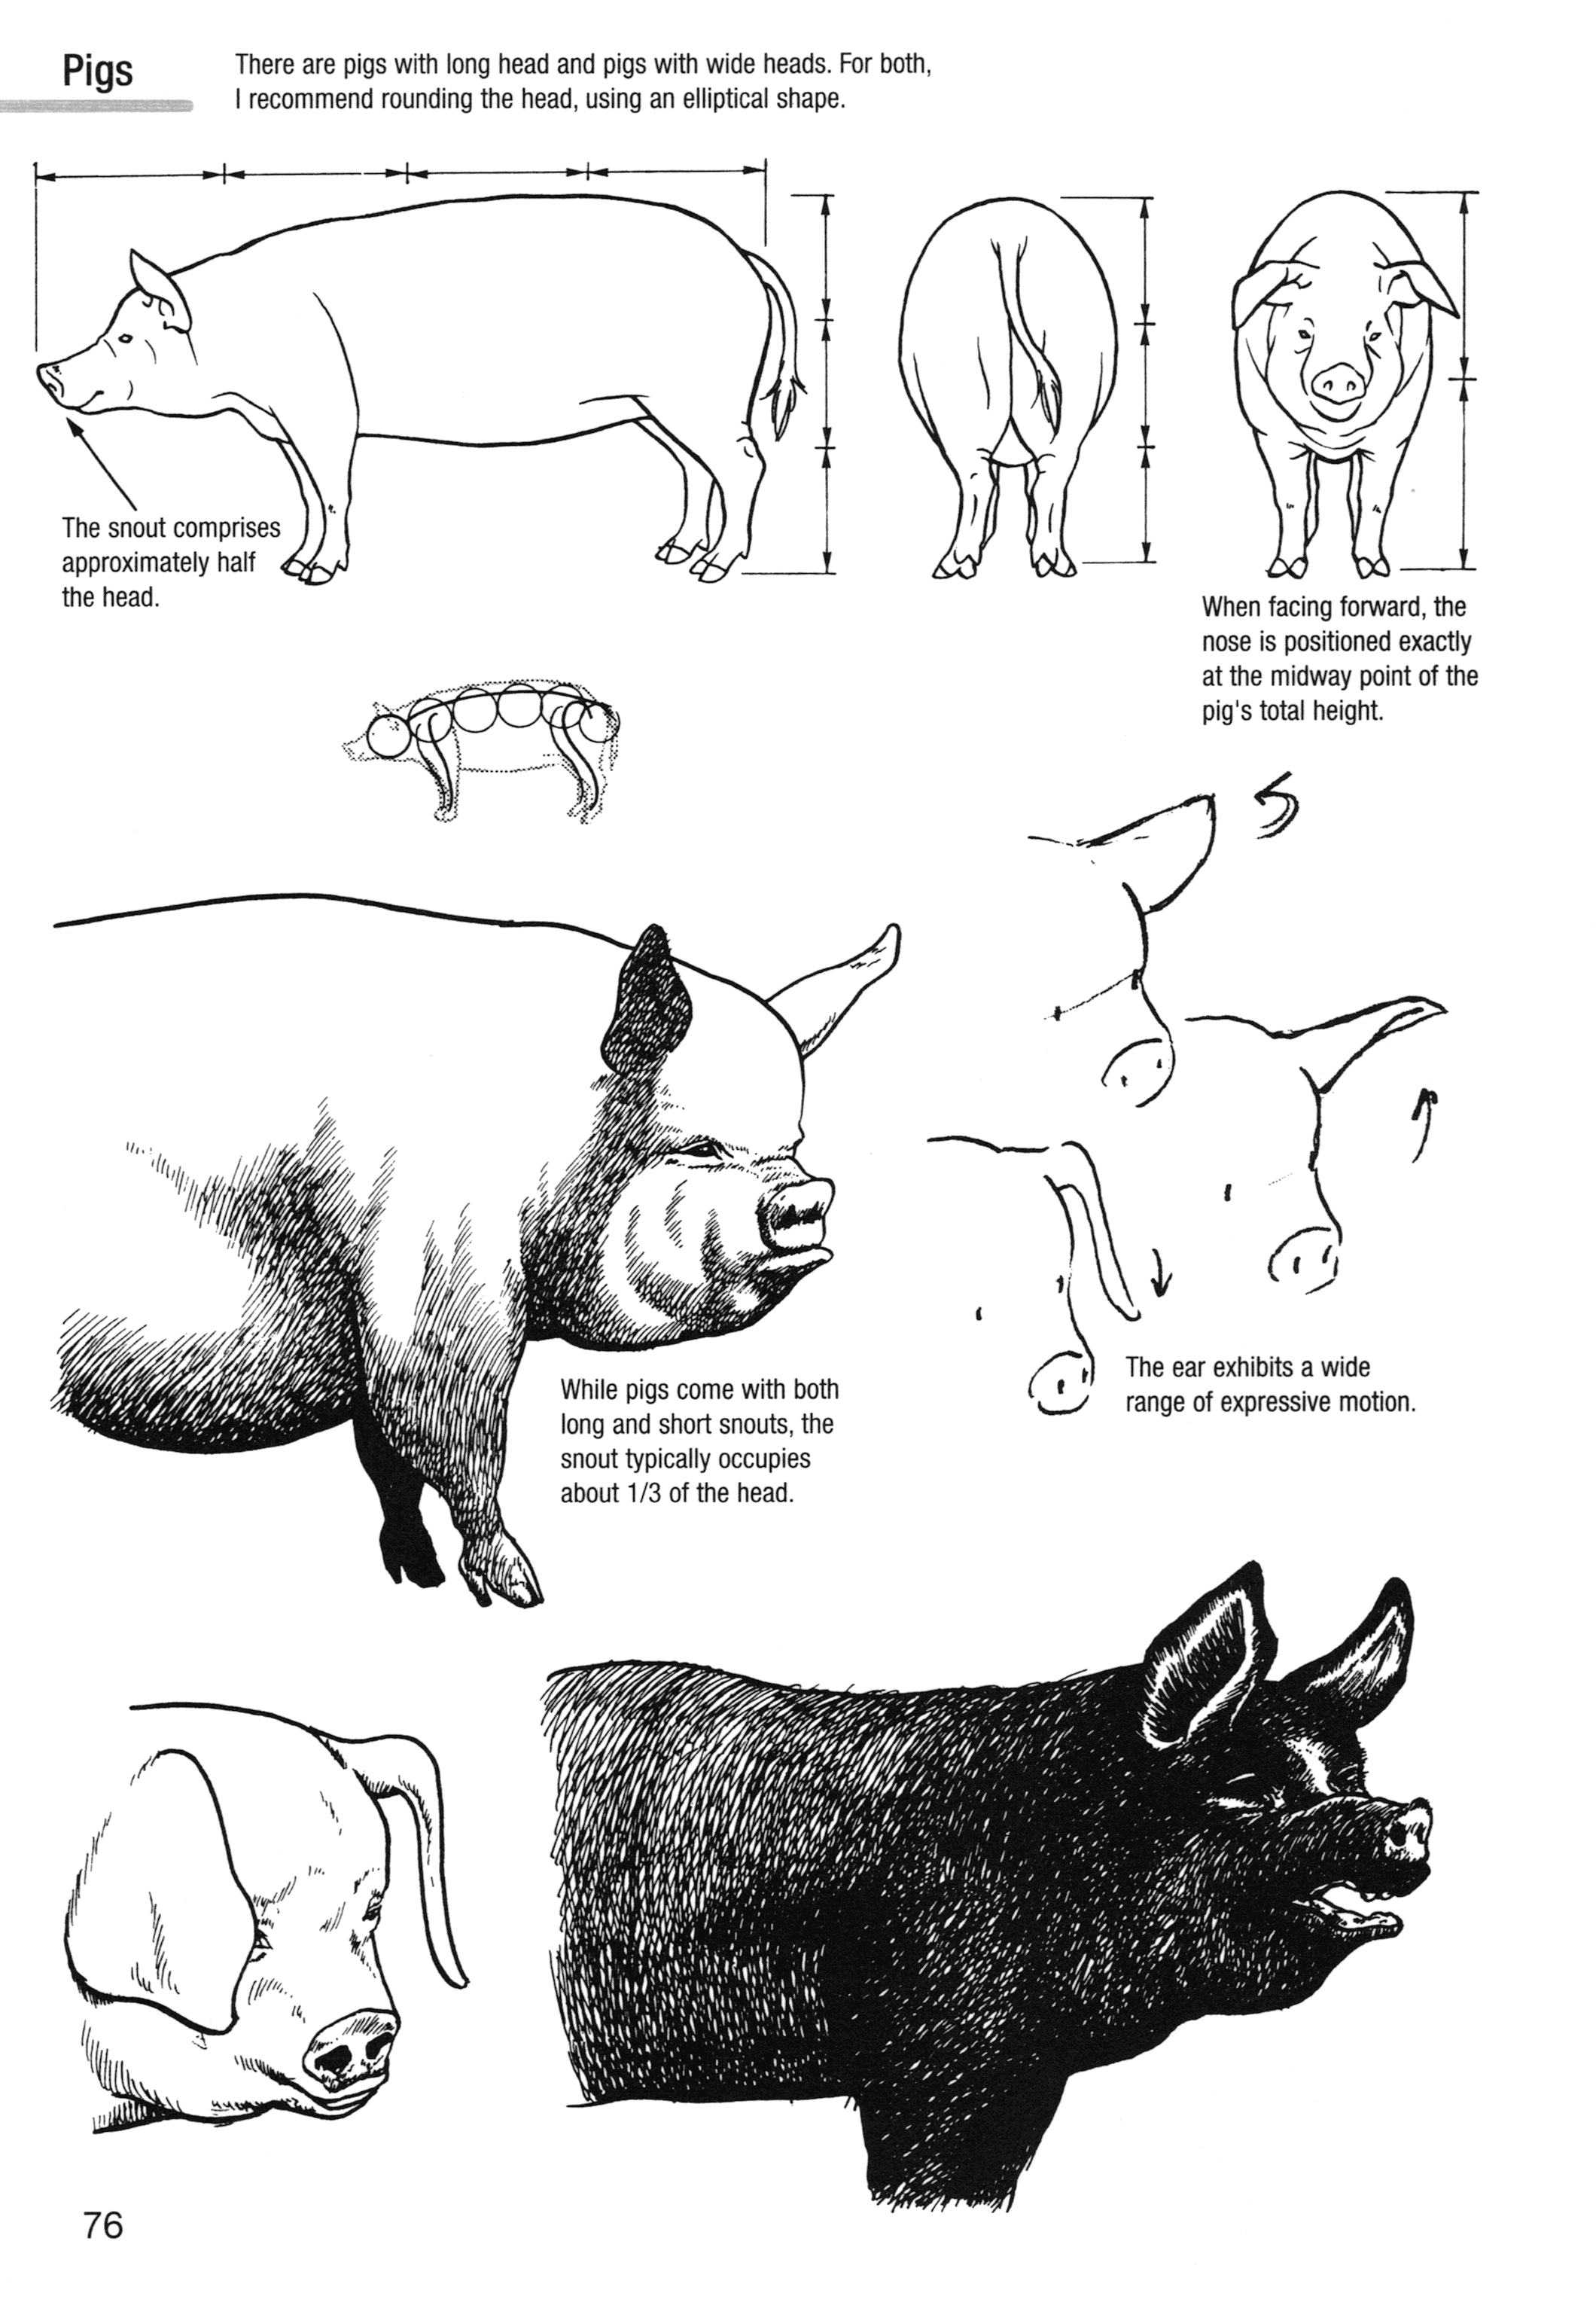 Pigs
There are pigs with long head and pigs with wide heads. For both,
I recommend rounding the head, using an elliptical shape.
The snout comprises
approximately half
the head.
When facing forward, the
nose is positioned exactly
at the midway point of the
pig's total height.
The ear exhibits a wide
range of expressive motion.
While pigs come with both
long and short snouts, the
snout typically occupies
about 1/3 of the head.
76